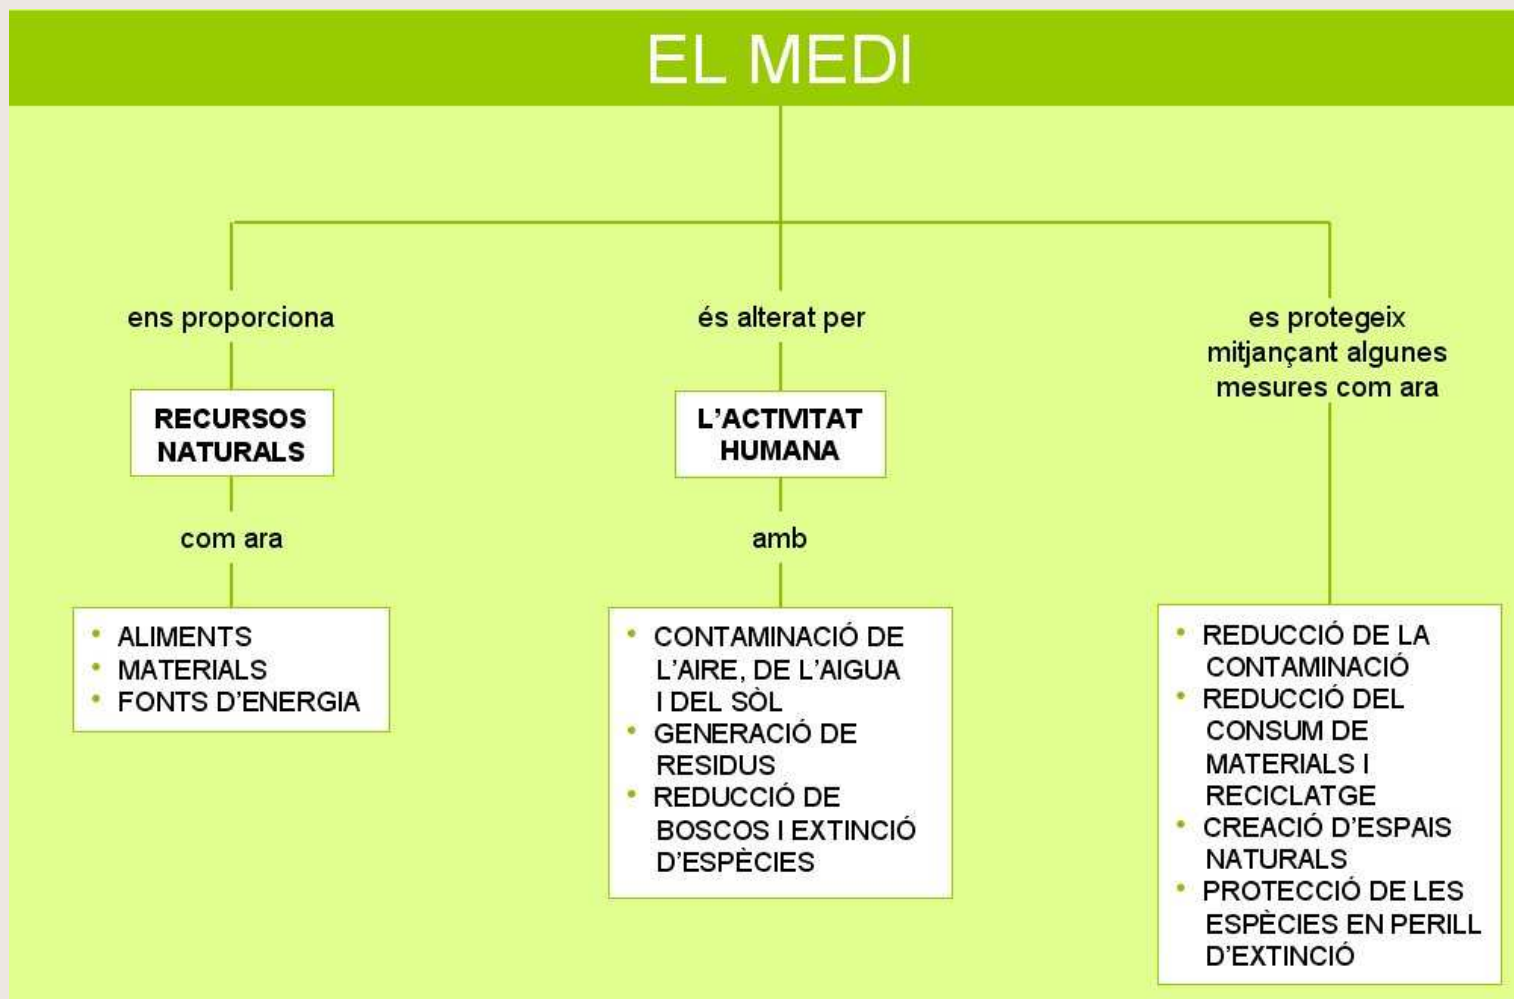 EL MEDI
ens proporciona
RECURSOS
NATURALS
com ara
• ALIMENTS
• MATERIALS
• FONTS D'ENERGIA
és alterat per
L'ACTIVITAT
HUMANA
amb
• CONTAMINACIÓ DE
L'AIRE, DE L'AIGUA
I DEL SÒL
• GENERACIÓ DE
RESIDUS
• REDUCCIÓ DE
BOSCOS I EXTINCIÓ
D'ESPÈCIES
es protegeix
mitjançant algunes
mesures com ara
• REDUCCIÓ DE LA
CONTAMINACIÓ
• REDUCCIÓ DEL
CONSUM DE
MATERIALS I
RECICLATGE
• CREACIÓ D'ESPAIS
NATURALS
• PROTECCIÓ DE LES
ESPÈCIES EN PERILL
D'EXTINCIÓ